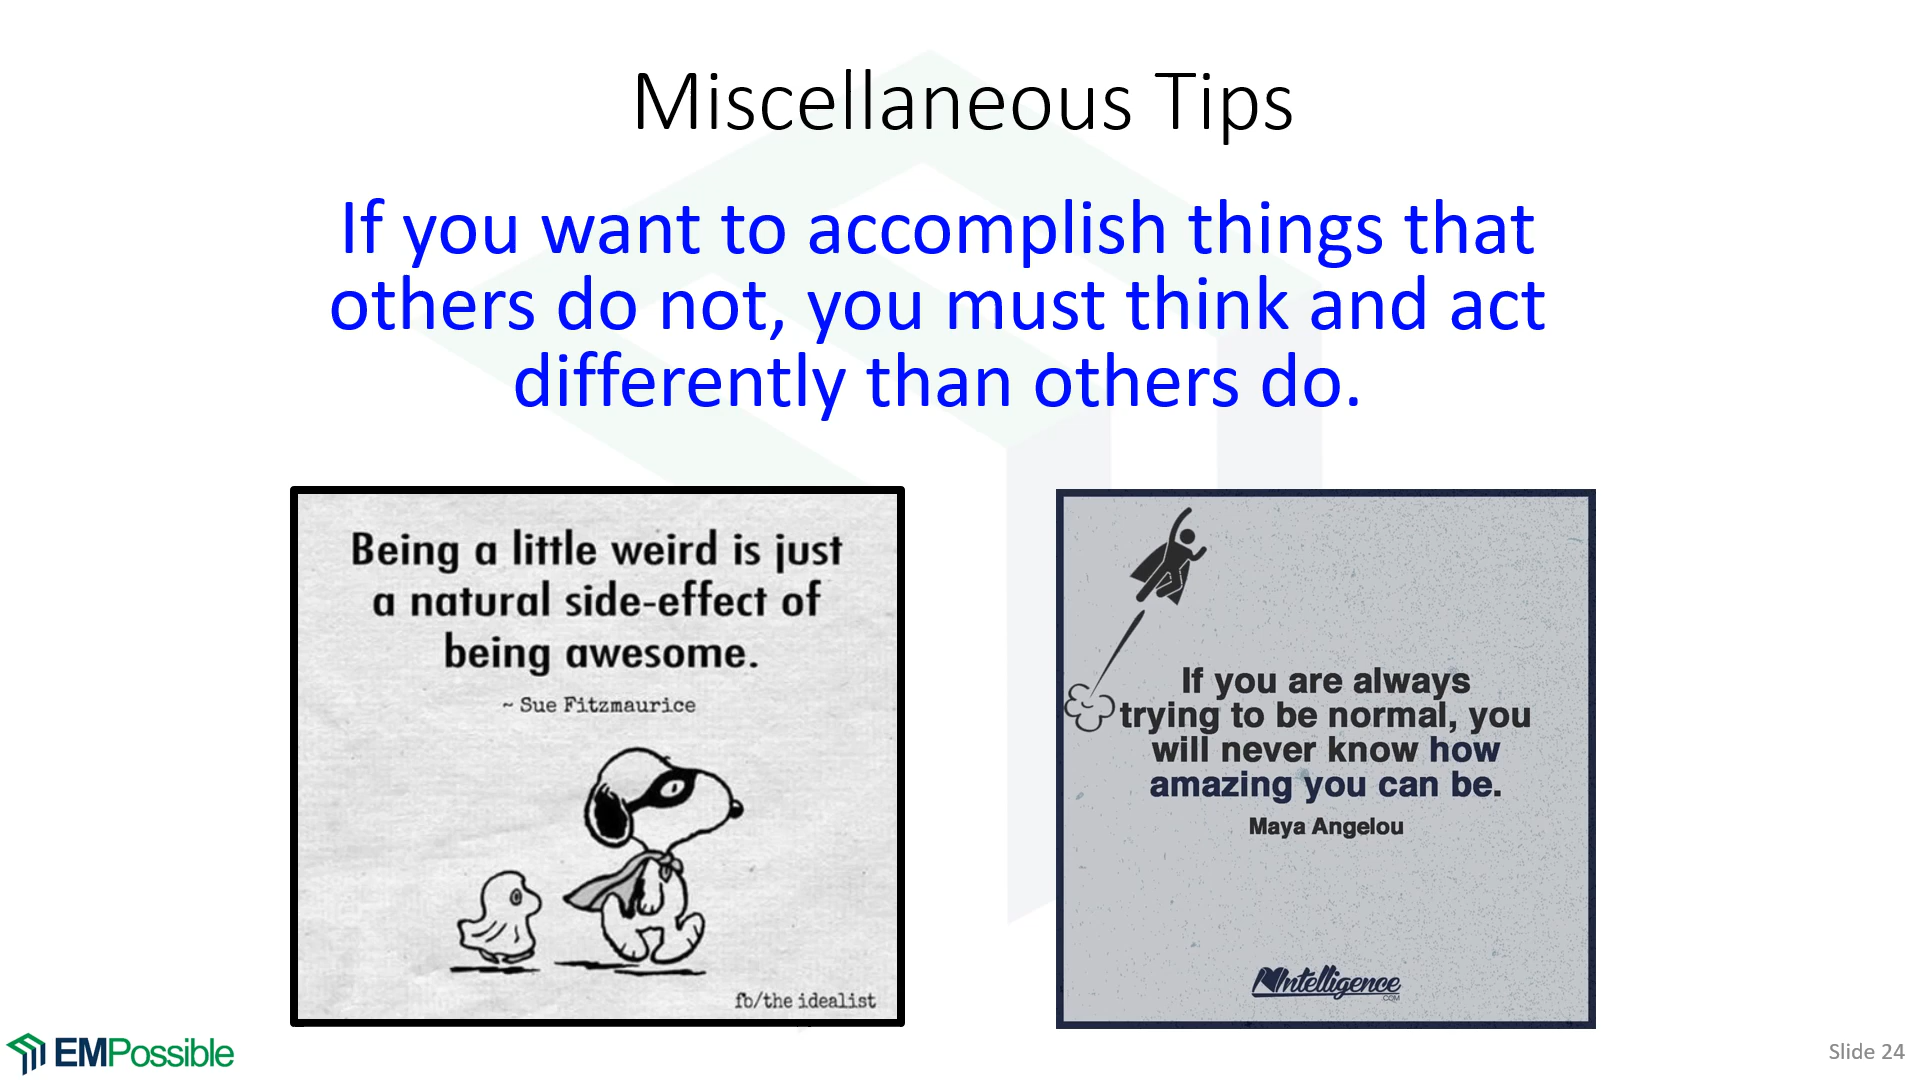 Miscellaneous Tips
If you want to accomplish things that
others do not, you must think and act
differently than others do.
Being a little weird is just
a natural side-effect of
being awesome.
~ Sue Fitzmaurice
fb/the idealist
If you are always
trying to be normal, you
will never know how
amazing you can be.
Maya Angelou
Intelligence
.COM
EMPossible
Slide 24